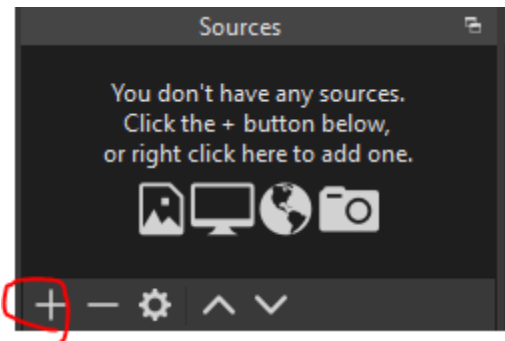 Sources
You don't have any sources.
Click the + button below,
or right click here to add one.